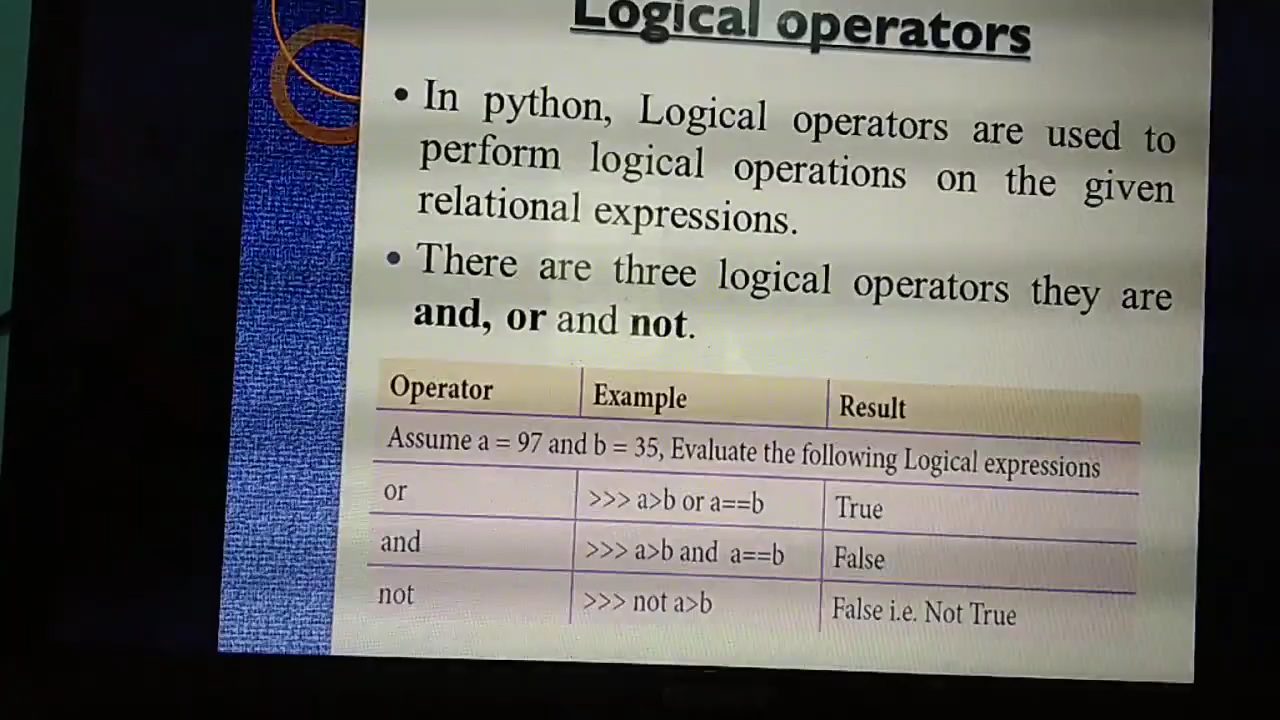 Logical operators
• In python, Logical operators are used to
perform logical operations on the given
relational expressions.
• There are three logical operators they are
and, or and not.
Operator Example Result
Assume a = 97 and b = 35, Evaluate the following Logical expressions
or >>> a>b or a==b True
and >>> a>b and a==b False
not >>> not a>b False i.e. Not True